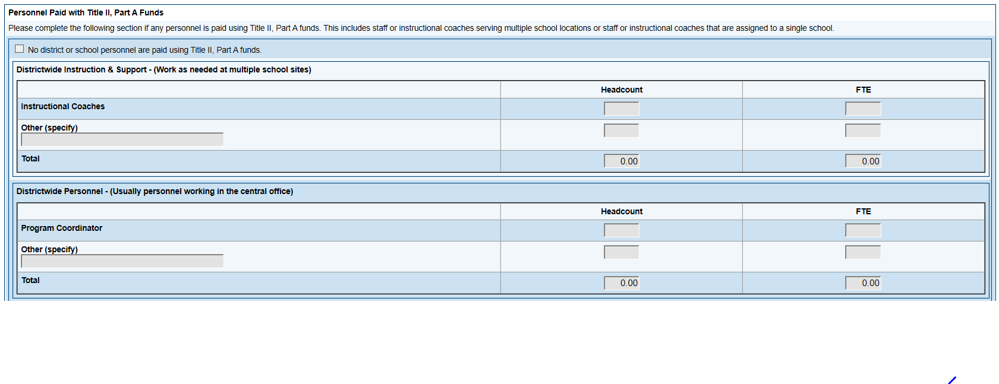 Personnel Paid with Title II, Part A Funds
Please complete the following section if any personnel is paid using Title II, Part A funds. This includes staff or instructional coaches serving multiple school locations or staff or instructional coaches that are assigned to a single school.
No district or school personnel are paid using Title II, Part A funds.
Districtwide Instruction & Support - (Work as needed at multiple school sites)
Headcount FTE
Instructional Coaches
Other (specify)
Total 0.00 0.00
Districtwide Personnel - (Usually personnel working in the central office)
Headcount FTE
Program Coordinator
Other (specify)
Total 0.00 0.00